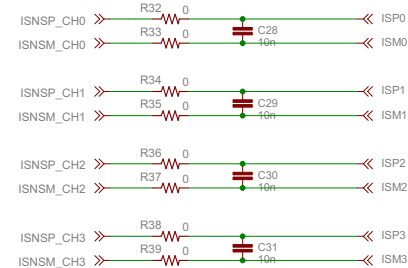 R32 0
ISNSP_CH0 ISP0
R33 0 C28
ISNSM_CH0 10n ISM0
R34 0
ISNSP_CH1 ISP1
R35 0 C29
ISNSM_CH1 10n ISM1
R36 0
ISNSP_CH2 ISP2
R37 0 C30
ISNSM_CH2 10n ISM2
R38 0
ISNSP_CH3 ISP3
R39 0 C31
ISNSM_CH3 10n ISM3